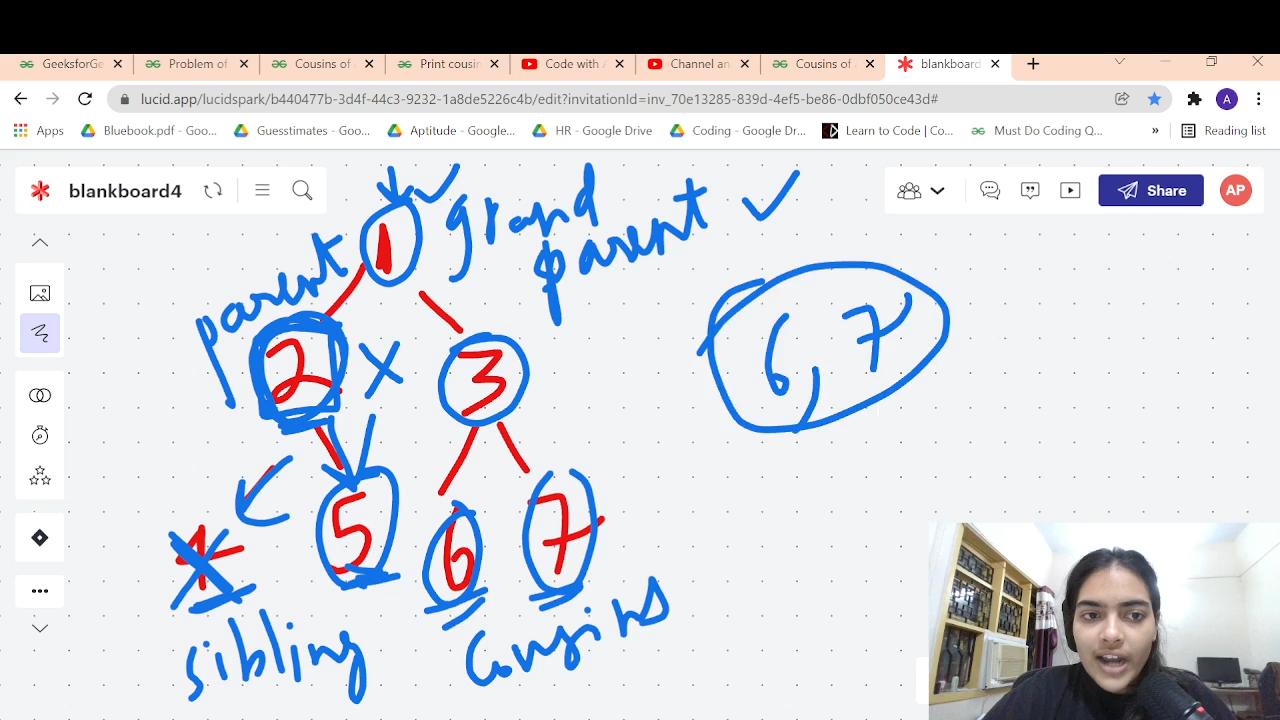 GeeksforGe
Problem of
Cousins of
Print cousin
Code with
Channel an
Cousins of
blankboard
lucid.app/lucidspark/b440477b-3d4f-44c3-9232-1a8de5226c4b/edit?invitationId=inv_70e13285-839d-4ef5-be86-0dbf050ce43d#
A
Apps
Bluebook.pdf - Goo...
Guesstimates - Goo...
Aptitude - Google...
HR - Google Drive
Coding - Google Dr...
Learn to Code | Co...
Must Do Coding Q...
»
Reading list
blankboard4
Share
AP
1
grand
parent
parent
2
x
3
6, 7
5
6
7
sibling
Cousins